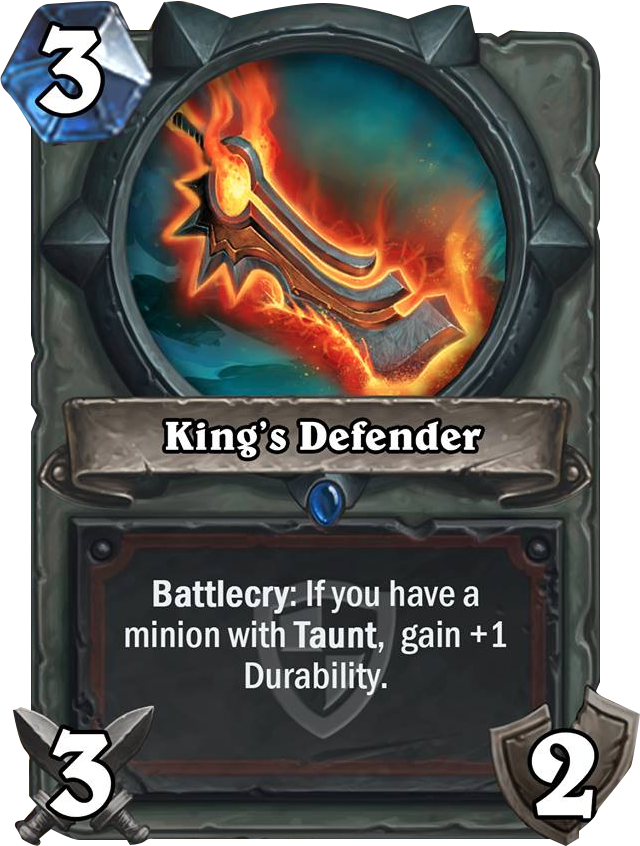 3
King's Defender
Battlecry: If you have a
minion with Taunt,  gain +1
Durability.
3
2